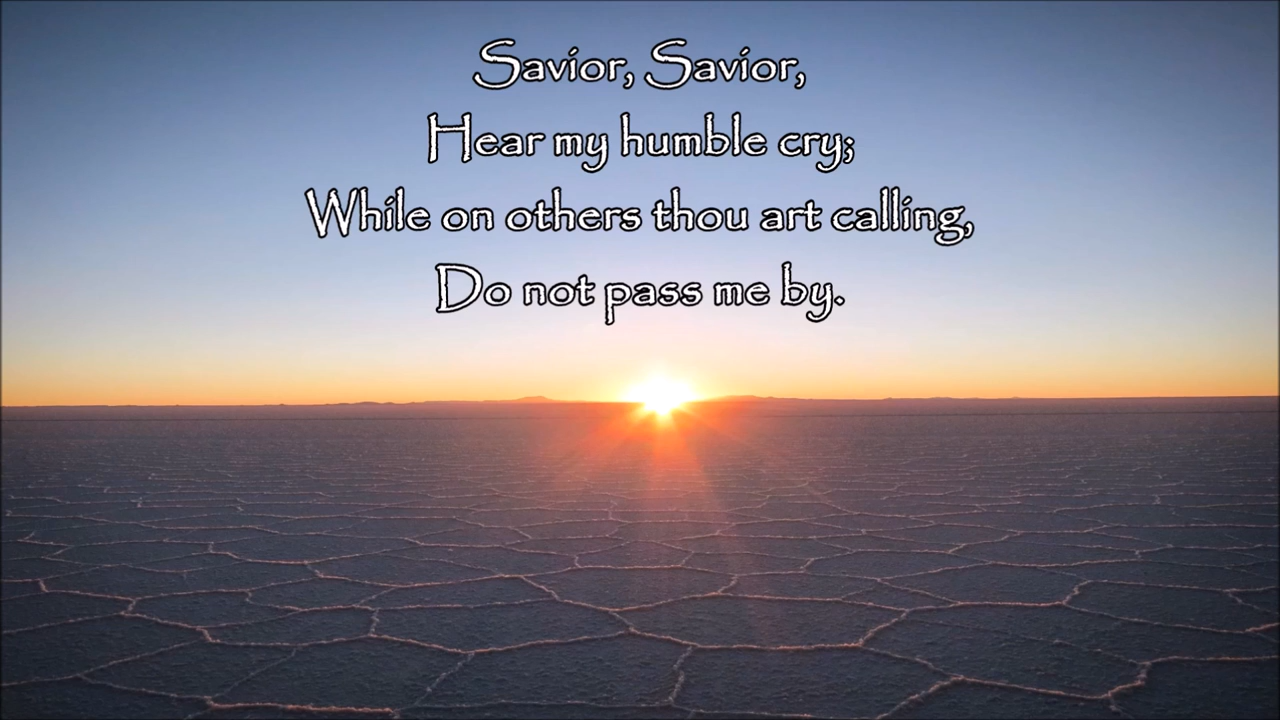 Savior, Savior,
Hear my humble cry;
While on others thou art calling,
Do not pass me by.